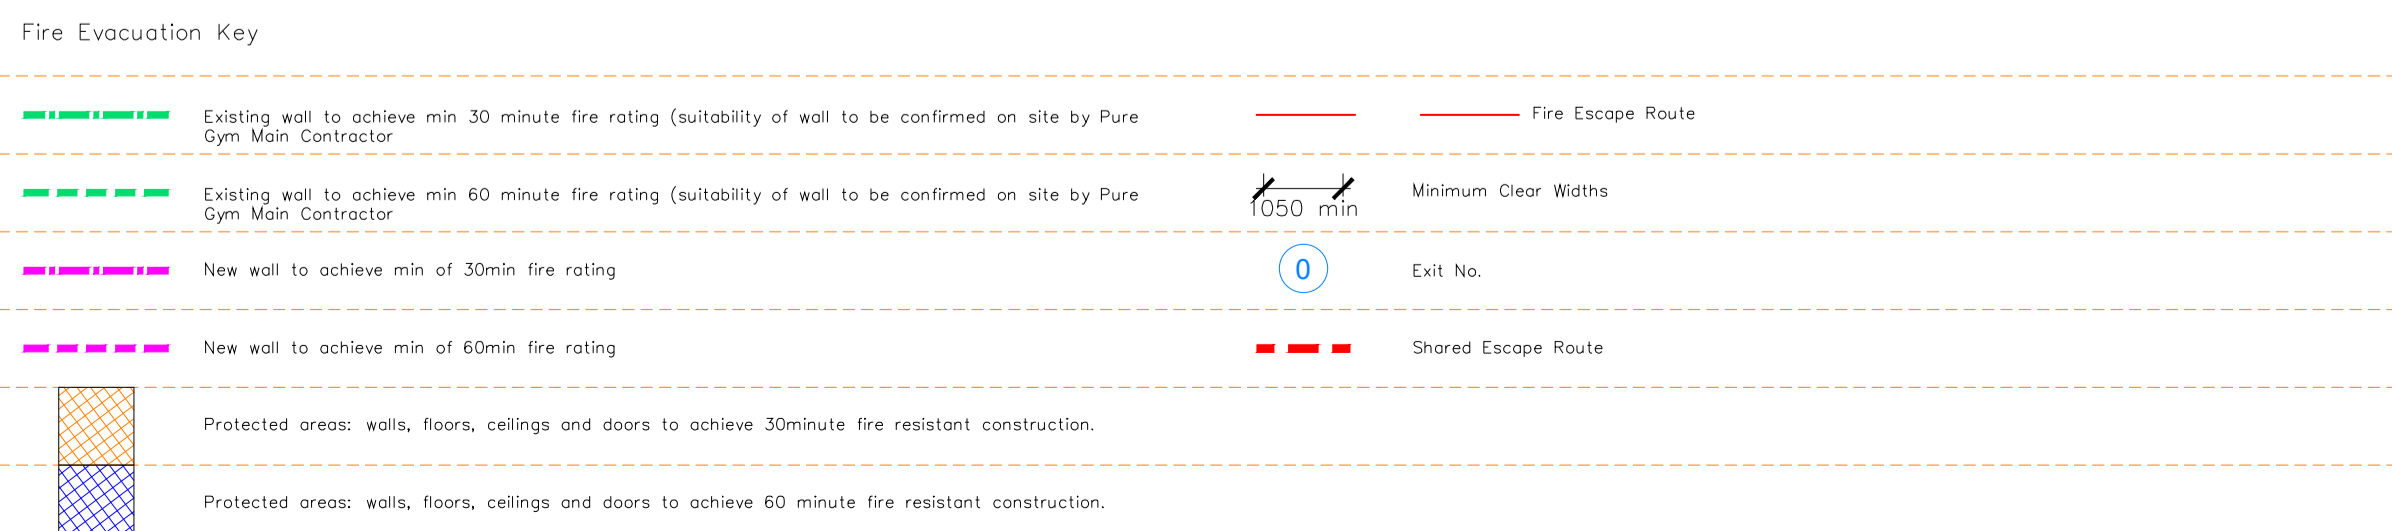 Fire Evacuation Key
Existing wall to achieve min 30 minute fire rating (suitability of wall to be confirmed on site by Pure
Gym Main Contractor
Fire Escape Route
Existing wall to achieve min 60 minute fire rating (suitability of wall to be confirmed on site by Pure
Gym Main Contractor
1050 min
Minimum Clear Widths
New wall to achieve min of 30min fire rating
0
Exit No.
New wall to achieve min of 60min fire rating
Shared Escape Route
Protected areas: walls, floors, ceilings and doors to achieve 30minute fire resistant construction.
Protected areas: walls, floors, ceilings and doors to achieve 60 minute fire resistant construction.